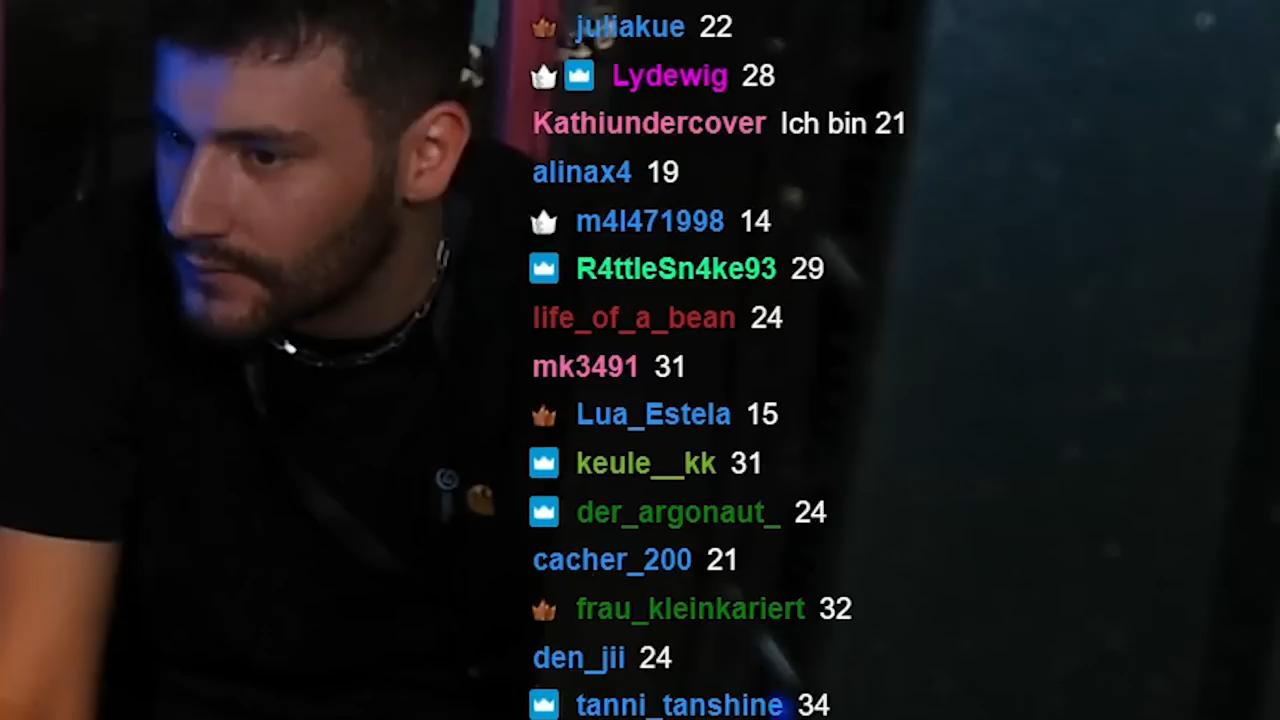 juliakue 22
Lydewig 28
Kathiundercover Ich bin 21
alinax4 19
m4l471998 14
R4ttleSn4ke93 29
life_of_a_bean 24
mk3491 31
Lua_Estela 15
keule__kk 31
der_argonaut_ 24
cacher_200 21
frau_kleinkariert 32
den_jii 24
tanni_tanshine 34